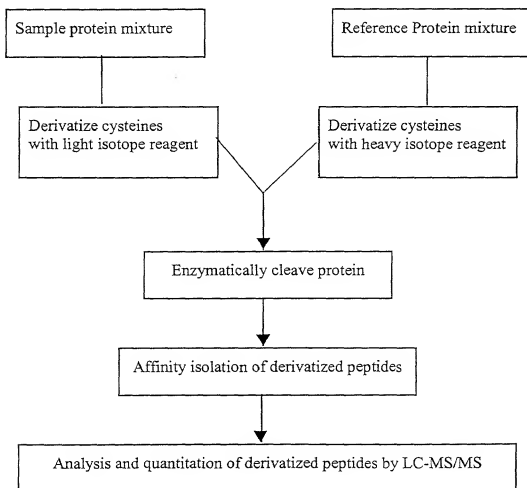 Sample protein mixture
Reference Protein mixture
Derivatize cysteines
with light isotope reagent
Derivatize cysteines
with heavy isotope reagent
Enzymatically cleave protein
Affinity isolation of derivatized peptides
Analysis and quantitation of derivatized peptides by LC-MS/MS